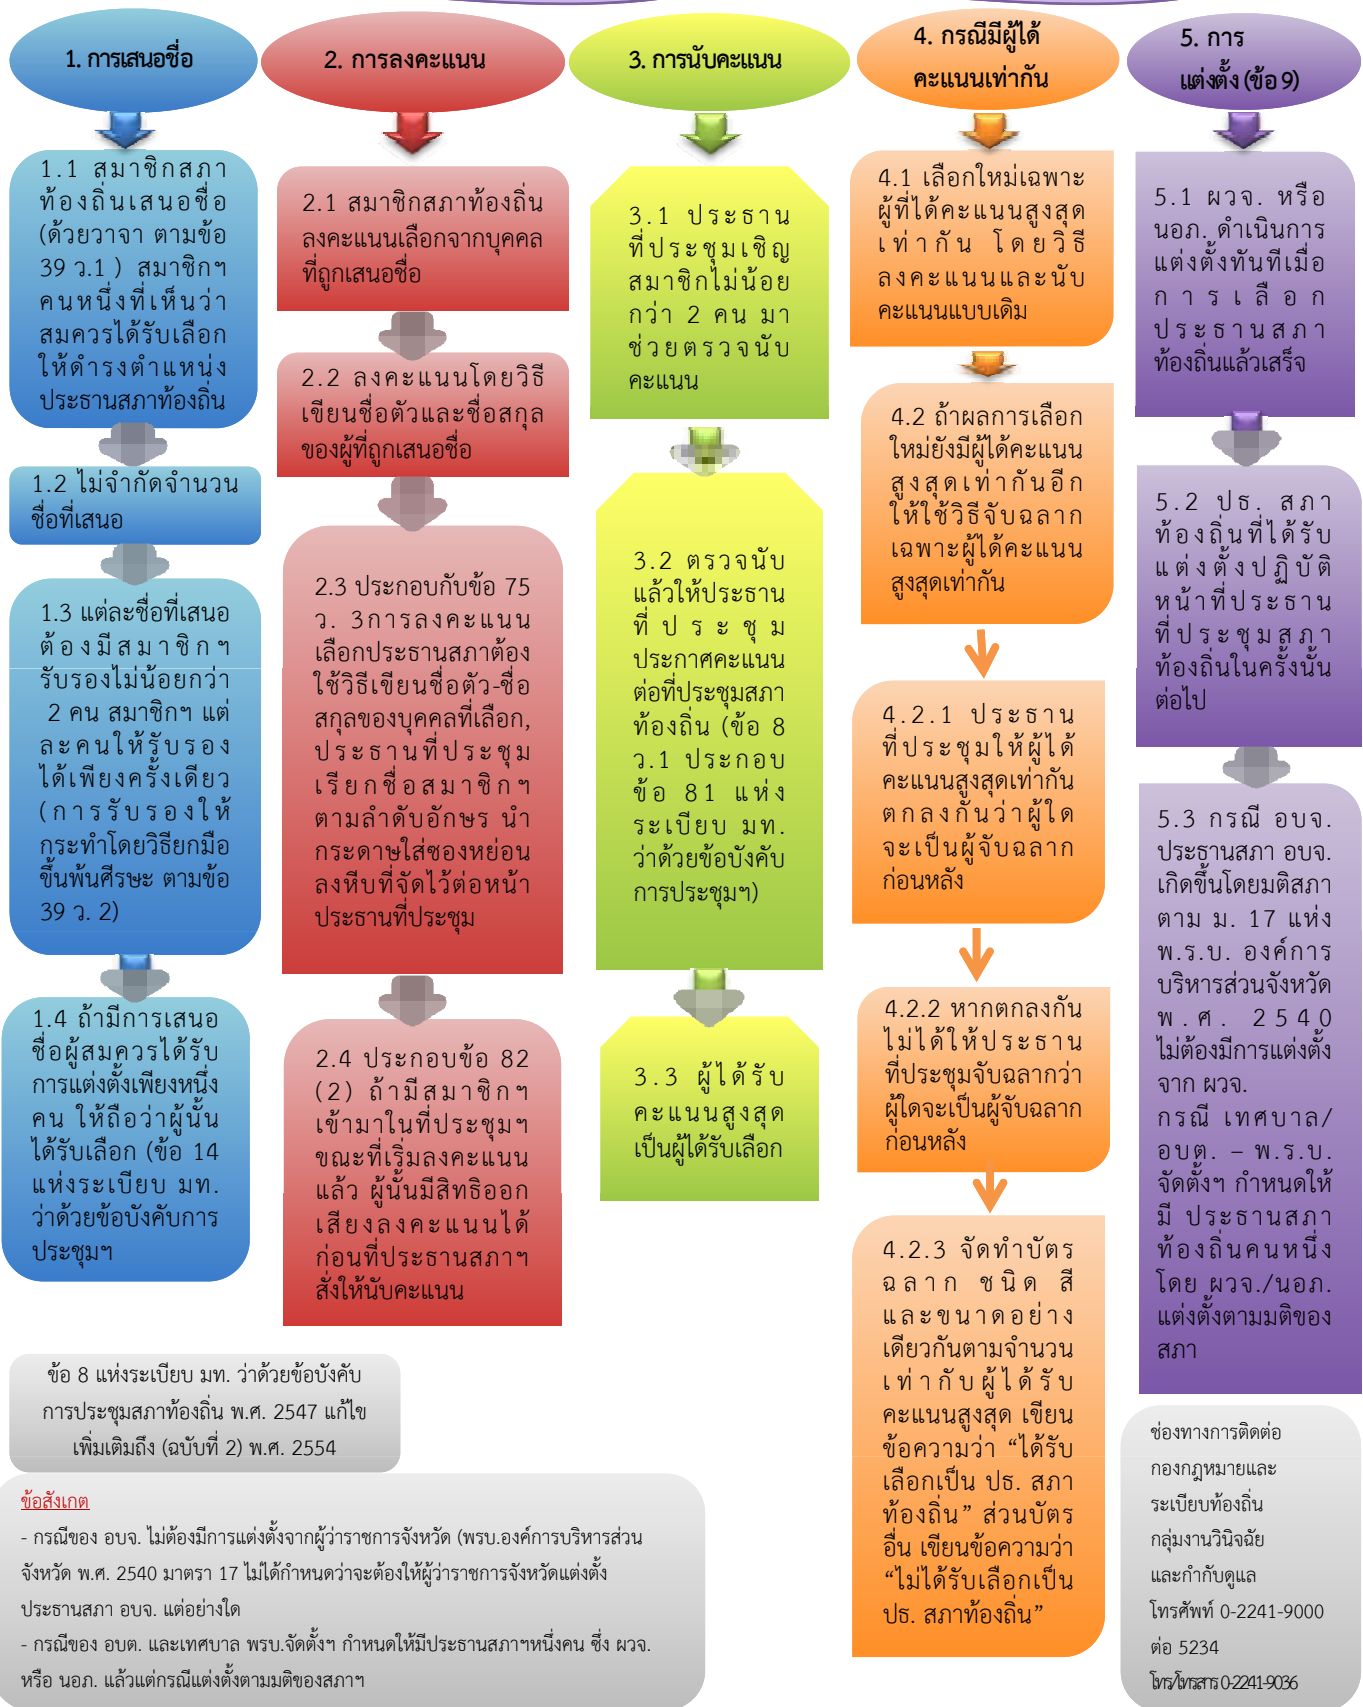 1. การเสนอชื่อ
1.1 สมาชิกสภา
ท้องถิ่นเสนอชื่อ
(ด้วยวาจา ตามข้อ
39 ว.1 ) สมาชิกฯ
คนหนึ่งที่เห็นว่า
สมควรได้รับเลือก
ให้ดำรงตำแหน่ง
ประธานสภาท้องถิ่น
1.2 ไม่จำกัดจำนวน
ชื่อที่เสนอ
1.3 แต่ละชื่อที่เสนอ
ต้องมีสมาชิกฯ
รับรองไม่น้อยกว่า
2 คน สมาชิกฯ แต่
ละคนให้รับรอง
ได้เพียงครั้งเดียว
(การรับรองให้
กระทำโดยวิธียกมือ
ขึ้นพ้นศีรษะ ตามข้อ
39 ว. 2)
1.4 ถ้ามีการเสนอ
ชื่อผู้สมควรได้รับ
การแต่งตั้งเพียงหนึ่ง
คน ให้ถือว่าผู้นั้น
ได้รับเลือก (ข้อ 14
แห่งระเบียบ มท.
ว่าด้วยข้อบังคับการ
ประชุมฯ
2. การลงคะแนน
2.1 สมาชิกสภาท้องถิ่น
ลงคะแนนเลือกจากบุคคล
ที่ถูกเสนอชื่อ
2.2 ลงคะแนนโดยวิธี
เขียนชื่อตัวและชื่อสกุล
ของผู้ที่ถูกเสนอชื่อ
2.3 ประกอบกับข้อ 75
ว. 3การลงคะแนน
เลือกประธานสภาต้อง
ใช้วิธีเขียนชื่อตัว-ชื่อ
สกุลของบุคคลที่เลือก,
ประธานที่ประชุม
เรียกชื่อสมาชิกฯ
ตามลำดับอักษร นำ
กระดาษใส่ซองหย่อน
ลงหีบที่จัดไว้ต่อหน้า
ประธานที่ประชุม
2.4 ประกอบข้อ 82
(2) ถ้ามีสมาชิกฯ
เข้ามาในที่ประชุมฯ
ขณะที่เริ่มลงคะแนน
แล้ว ผู้นั้นมีสิทธิออก
เสียงลงคะแนนได้
ก่อนที่ประธานสภาฯ
สั่งให้นับคะแนน
3. การนับคะแนน
3.1 ประธาน
ที่ประชุมเชิญ
สมาชิกไม่น้อย
กว่า 2 คน มา
ช่วยตรวจนับ
คะแนน
3.2 ตรวจนับ
แล้วให้ประธาน
ที่ประชุม
ประกาศคะแนน
ต่อที่ประชุมสภา
ท้องถิ่น (ข้อ 8
ว.1 ประกอบ
ข้อ 81 แห่ง
ระเบียบ มท.
ว่าด้วยข้อบังคับ
การประชุมฯ)
3.3 ผู้ได้รับ
คะแนนสูงสุด
เป็นผู้ได้รับเลือก
4. กรณีมีผู้ได้
คะแนนเท่ากัน
4.1 เลือกใหม่เฉพาะ
ผู้ที่ได้คะแนนสูงสุด
เท่ากัน โดยวิธี
ลงคะแนนและนับ
คะแนนแบบเดิม
4.2 ถ้าผลการเลือก
ใหม่ยังมีผู้ได้คะแนน
สูงสุดเท่ากันอีก
ให้ใช้วิธีจับฉลาก
เฉพาะผู้ได้คะแนน
สูงสุดเท่ากัน
4.2.1 ประธาน
ที่ประชุมให้ผู้ได้
คะแนนสูงสุดเท่ากัน
ตกลงกันว่าผู้ใด
จะเป็นผู้จับฉลาก
ก่อนหลัง
4.2.2 หากตกลงกัน
ไม่ได้ให้ประธาน
ที่ประชุมจับฉลากว่า
ผู้ใดจะเป็นผู้จับฉลาก
ก่อนหลัง
4.2.3 จัดทำบัตร
ฉลาก ชนิด สี
และขนาดอย่าง
เดียวกันตามจำนวน
เท่ากับผู้ได้รับ
คะแนนสูงสุด เขียน
ข้อความว่า “ได้รับ
เลือกเป็น ปธ. สภา
ท้องถิ่น” ส่วนบัตร
อื่น เขียนข้อความว่า
“ไม่ได้รับเลือกเป็น
ปธ. สภาท้องถิ่น”
5. การ
แต่งตั้ง (ข้อ 9)
5.1 ผวจ. หรือ
นอภ. ดำเนินการ
แต่งตั้งทันทีเมื่อ
การเลือก
ประธานสภา
ท้องถิ่นแล้วเสร็จ
5.2 ปธ. สภา
ท้องถิ่นที่ได้รับ
แต่งตั้งปฏิบัติ
หน้าที่ประธาน
ที่ประชุมสภา
ท้องถิ่นในครั้งนั้น
ต่อไป
5.3 กรณี อบจ.
ประธานสภา อบจ.
เกิดขึ้นโดยมติสภา
ตาม ม. 17 แห่ง
พ.ร.บ. องค์การ
บริหารส่วนจังหวัด
พ.ศ. 2540
ไม่ต้องมีการแต่งตั้ง
จาก ผวจ.
กรณี เทศบาล/
อบต. – พ.ร.บ.
จัดตั้งฯ กำหนดให้
มี ประธานสภา
ท้องถิ่นคนหนึ่ง
โดย ผวจ./นอภ.
แต่งตั้งตามมติของ
สภา
ข้อ 8 แห่งระเบียบ มท. ว่าด้วยข้อบังคับ
การประชุมสภาท้องถิ่น พ.ศ. 2547 แก้ไข
เพิ่มเติมถึง (ฉบับที่ 2) พ.ศ. 2554
ข้อสังเกต
- กรณีของ อบจ. ไม่ต้องมีการแต่งจากผู้ว่าราชการจังหวัด (พรบ.องค์การบริหารส่วน
จังหวัด พ.ศ. 2540 มาตรา 17 ไม่ได้กำหนดว่าจะต้องให้ผู้ว่าราชการจังหวัดแต่งตั้ง
ประธานสภา อบจ. แต่อย่างใด
- กรณีของ อบต. และเทศบาล พรบ.จัดตั้งฯ กำหนดให้มีประธานสภาฯหนึ่งคน ซึ่ง ผวจ.
หรือ นอภ. แล้วแต่กรณีแต่งตั้งตามมติของสภาฯ
ช่องทางการติดต่อ
กองกฎหมายและ
ระเบียบท้องถิ่น
กลุ่มงานวินิจฉัย
และกำกับดูแล
โทรศัพท์ 0-2241-9000
ต่อ 5234
โทร/โทรสาร 0-2241-9036